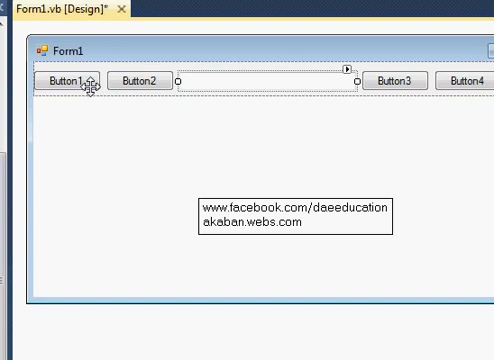 Form1.vb [Design]*
Form1
Button1
Button2
Button3
Button4
www.facebook.com/daeeducation
akaban.webs.com